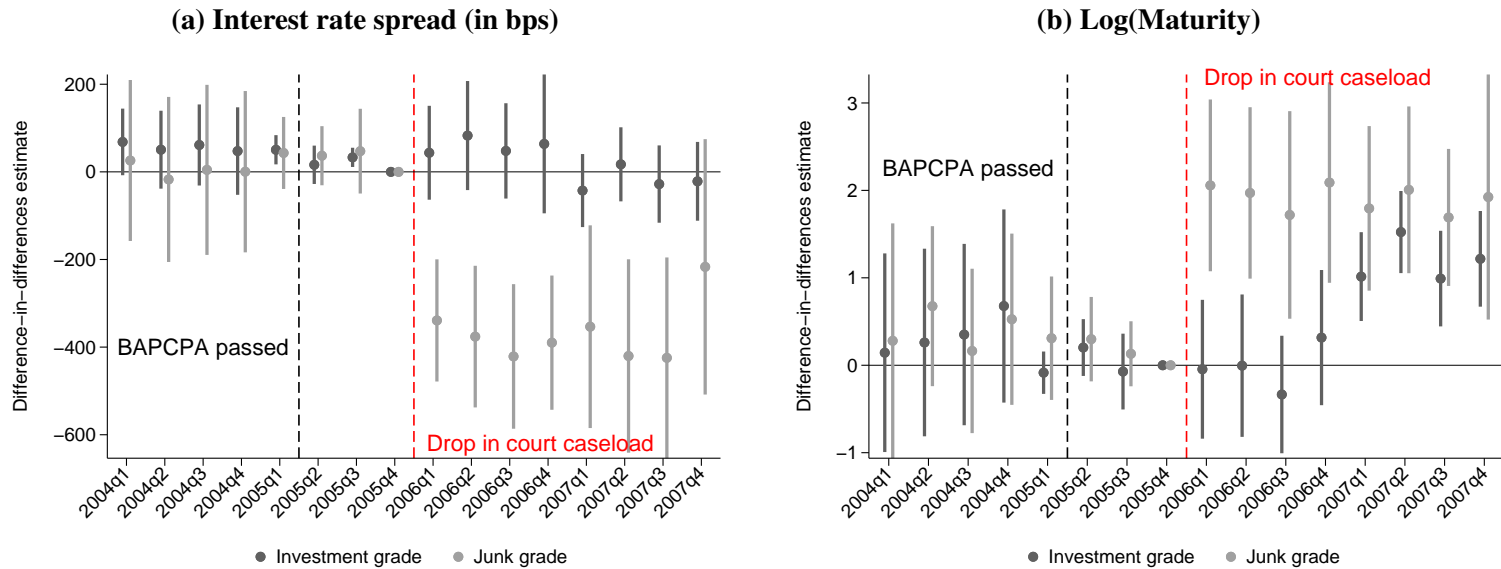 (a) Interest rate spread (in bps)
Difference−in−differences estimate
200
0
−200
−400
−600
BAPCPA passed
Drop in court caseload
2004q1
2004q2
2004q3
2004q4
2005q1
2005q2
2005q3
2005q4
2006q1
2006q2
2006q3
2006q4
2007q1
2007q2
2007q3
2007q4
Investment grade
Junk grade
(b) Log(Maturity)
Difference−in−differences estimate
3
2
1
0
−1
Drop in court caseload
BAPCPA passed
2004q1
2004q2
2004q3
2004q4
2005q1
2005q2
2005q3
2005q4
2006q1
2006q2
2006q3
2006q4
2007q1
2007q2
2007q3
2007q4
Investment grade
Junk grade